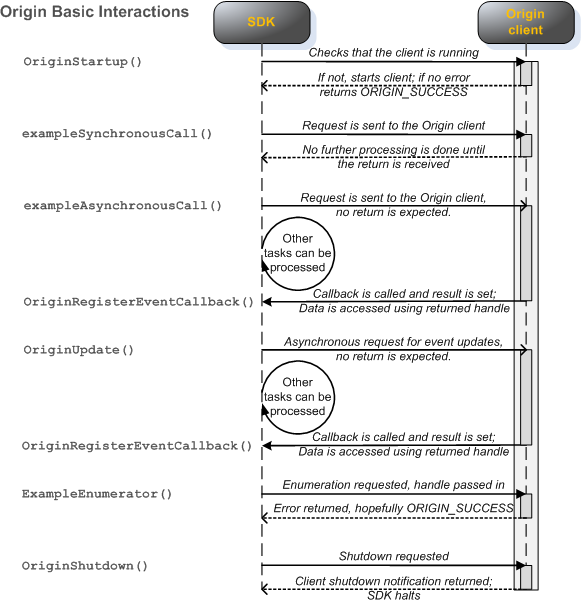 Origin Basic Interactions
SDK
Origin
client
OriginStartup()
Checks that the client is running
If not, starts client; if no error
returns ORIGIN_SUCCESS
exampleSynchronousCall()
Request is sent to the Origin client
No further processing is done until
the return is received
exampleAsynchronousCall()
Request is sent to the Origin client,
no return is expected.
Other
tasks can be
processed
OriginRegisterEventCallback()
Callback is called and result is set;
Data is accessed using returned handle
OriginUpdate()
Asynchronous request for event updates,
no return is expected.
Other
tasks can be
processed
OriginRegisterEventCallback()
Callback is called and result is set;
Data is accessed using returned handle
ExampleEnumerator()
Enumeration requested, handle passed in
Error returned, hopefully ORIGIN_SUCCESS
OriginShutdown()
Shutdown requested
Client shutdown notification returned;
SDK halts